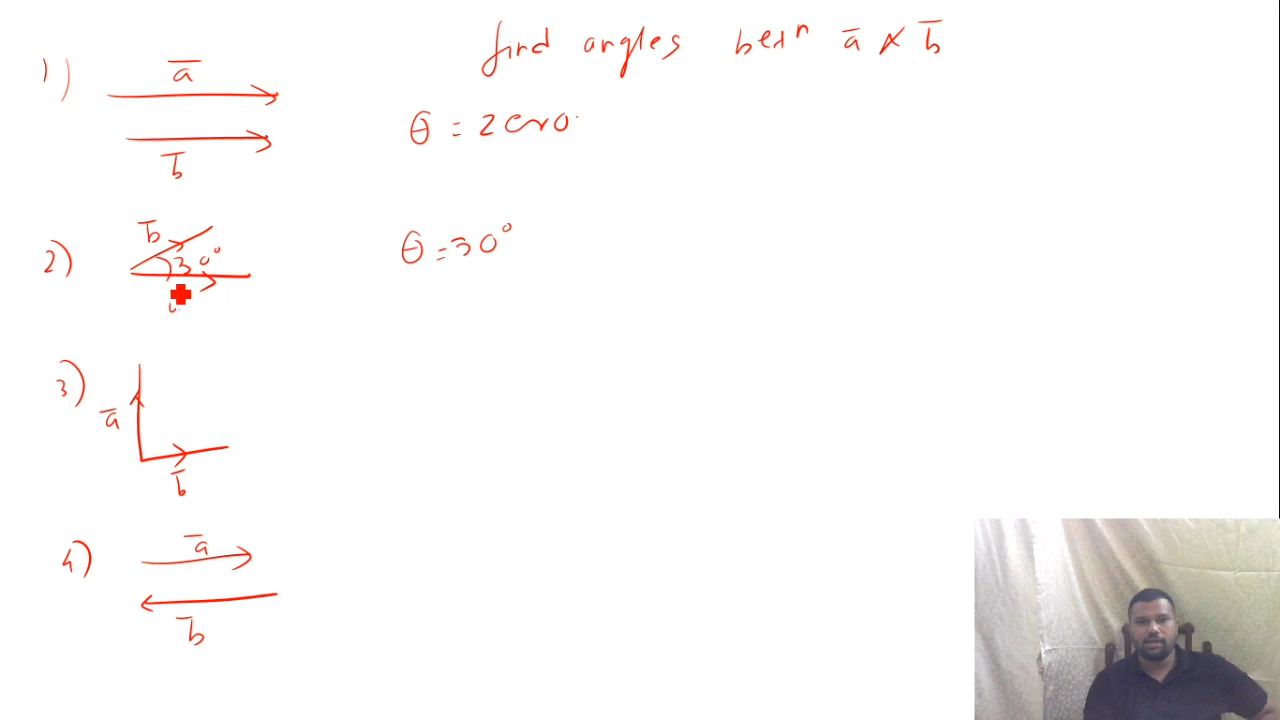 find angles betn a̅ & b̅
1) a̅
b̅
θ = zero.
2) b̅ 30°
θ = 30°
3) a̅
b̅
4) a̅
b̅